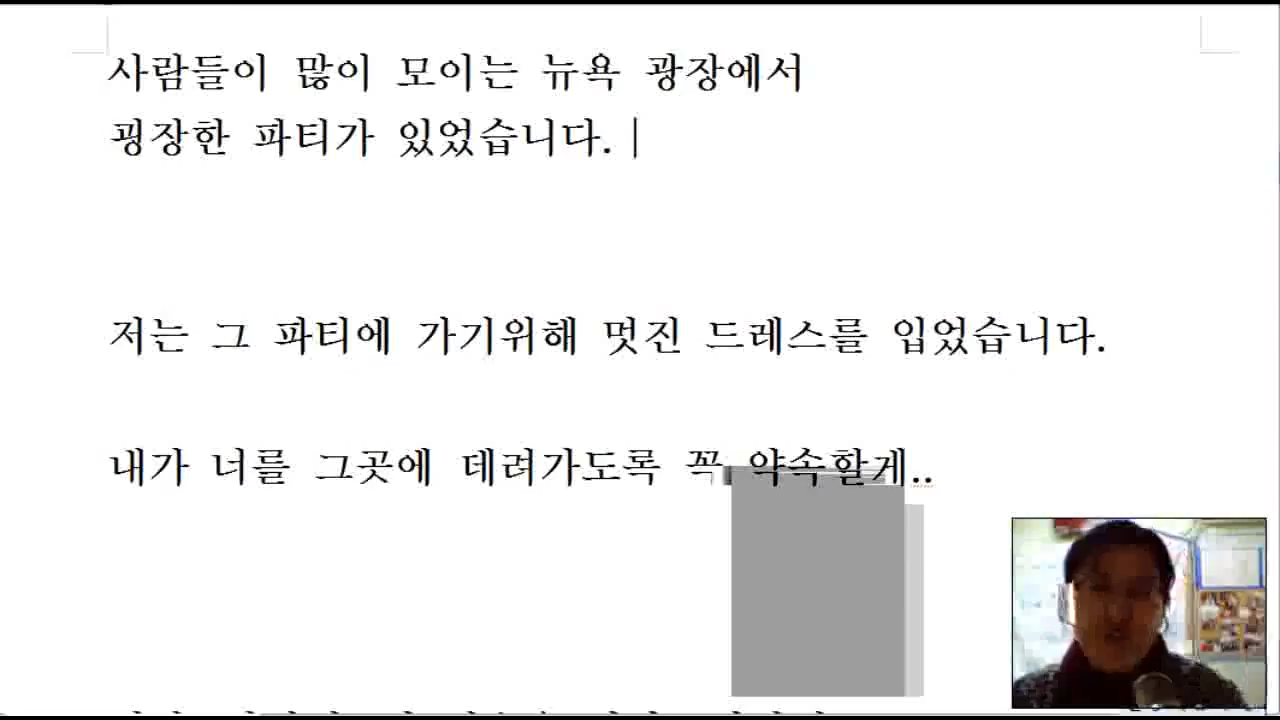 사람들이 많이 모이는 뉴욕 광장에서
굉장한 파티가 있었습니다.
저는 그 파티에 가기위해 멋진 드레스를 입었습니다.
내가 너를 그곳에 데려가도록 꼭 약속할게..